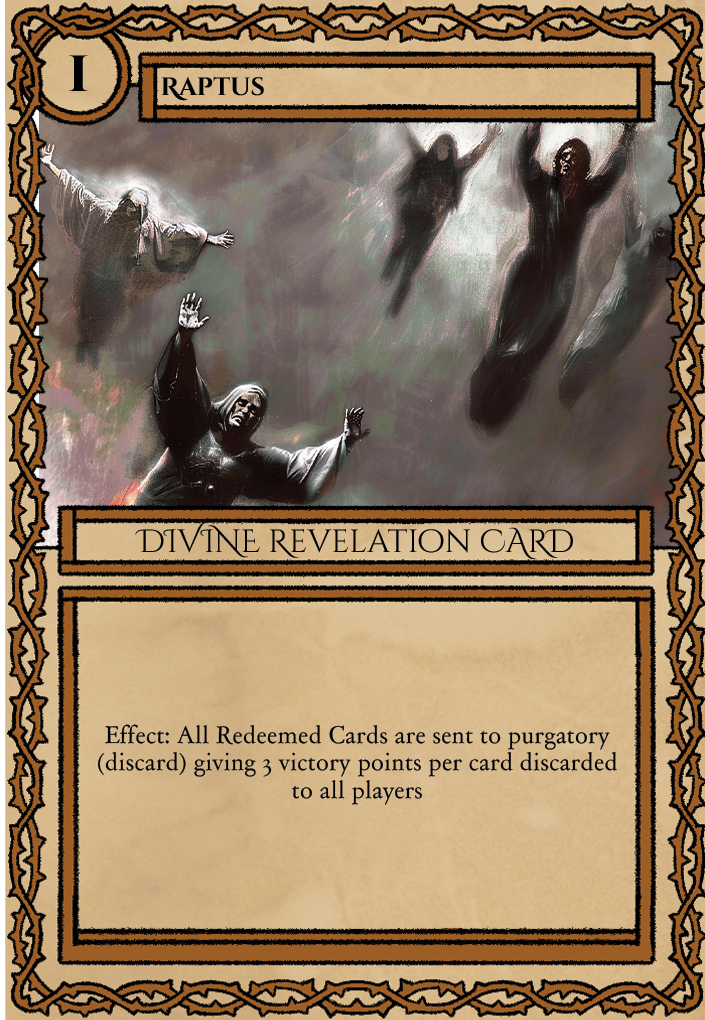 I
Raptus
Divine Revelation Card
Effect: All Redeemed Cards are sent to purgatory
(discard) giving 3 victory points per card discarded
to all players